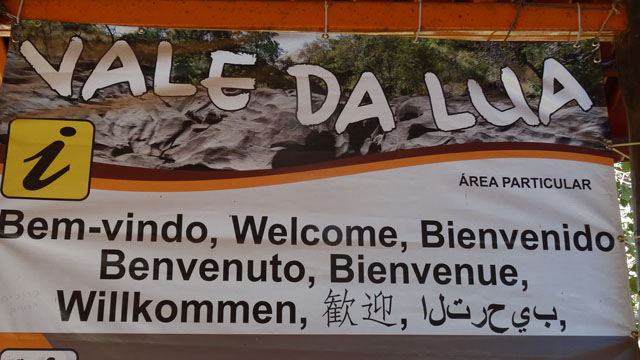 VALE DA LUA
i
ÁREA PARTICULAR
Bem-vindo, Welcome, Bienvenido
Benvenuto, Bienvenue,
Willkommen, 歡迎, الترحيب,